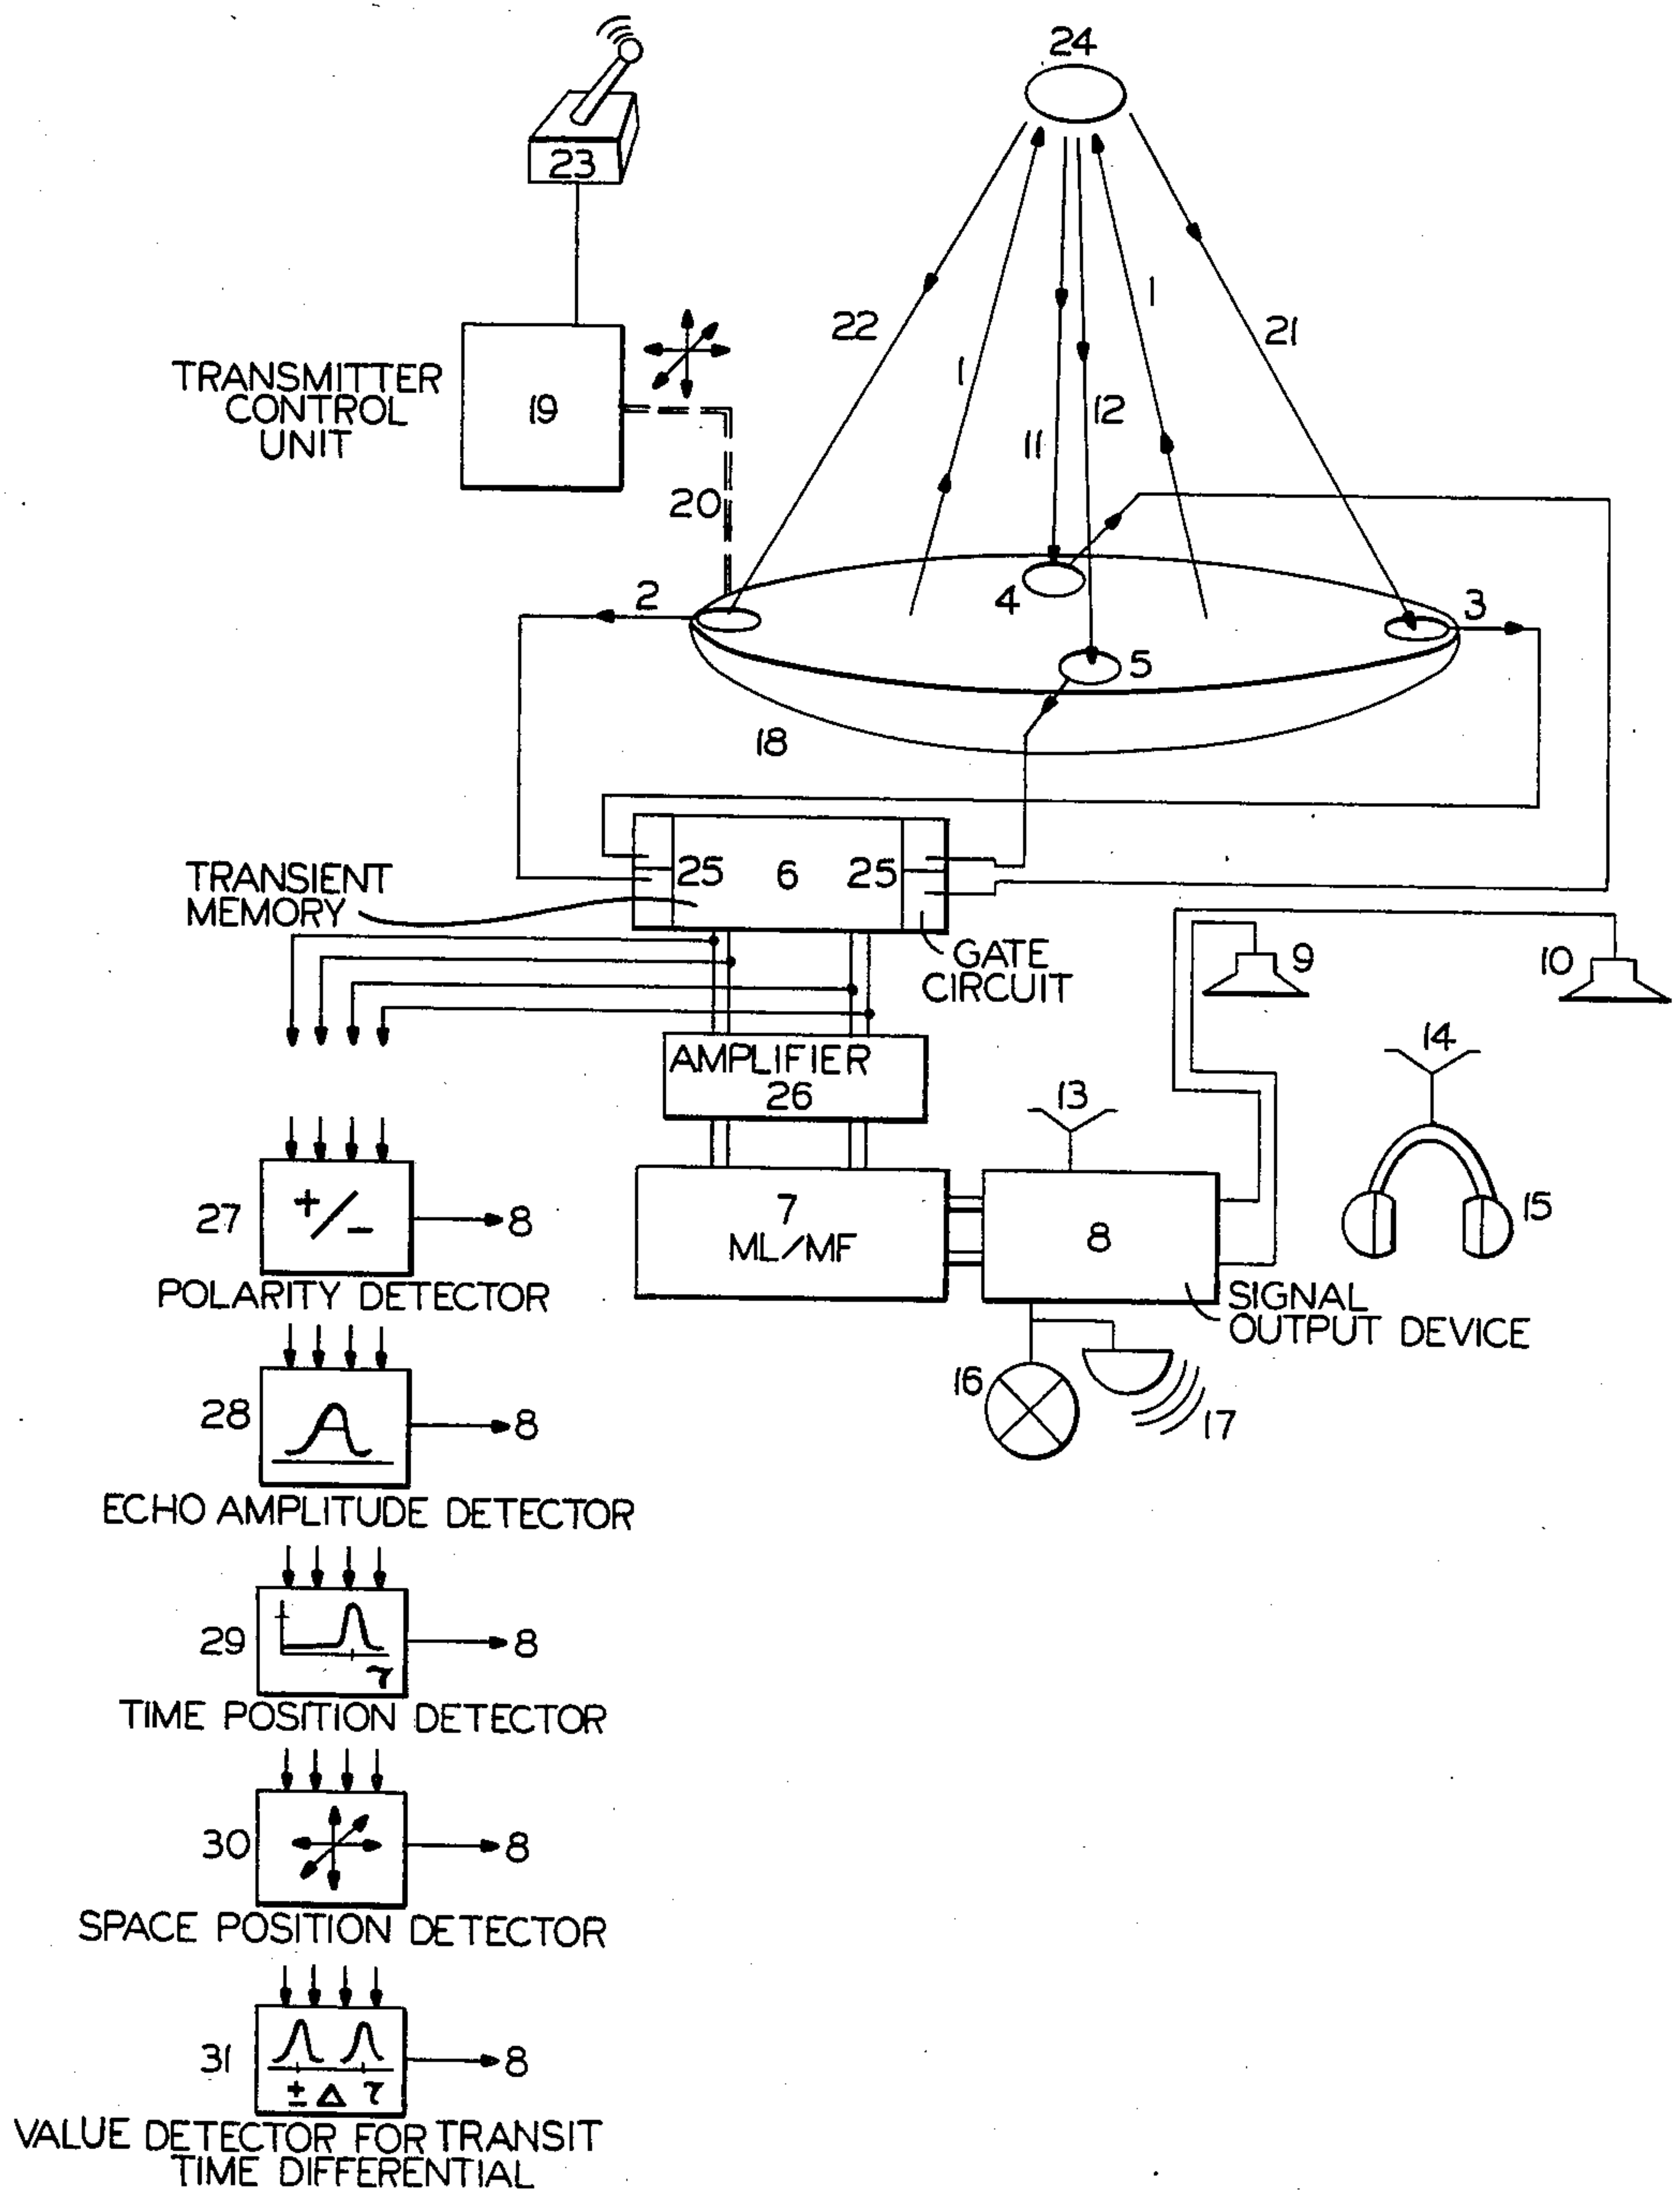 24
23
22
1
1
21
TRANSMITTER
CONTROL
UNIT
19
12
11
20
2
4
3
5
18
TRANSIENT
MEMORY
25
6
25
GATE
CIRCUIT
9
10
AMPLIFIER
26
13
14
7
ML/MF
8
15
SIGNAL
OUTPUT DEVICE
16
17
27
+/-
8
POLARITY DETECTOR
28
8
ECHO AMPLITUDE DETECTOR
29
τ
8
TIME POSITION DETECTOR
30
8
SPACE POSITION DETECTOR
31
± Δ τ
8
VALUE DETECTOR FOR TRANSIT
TIME DIFFERENTIAL